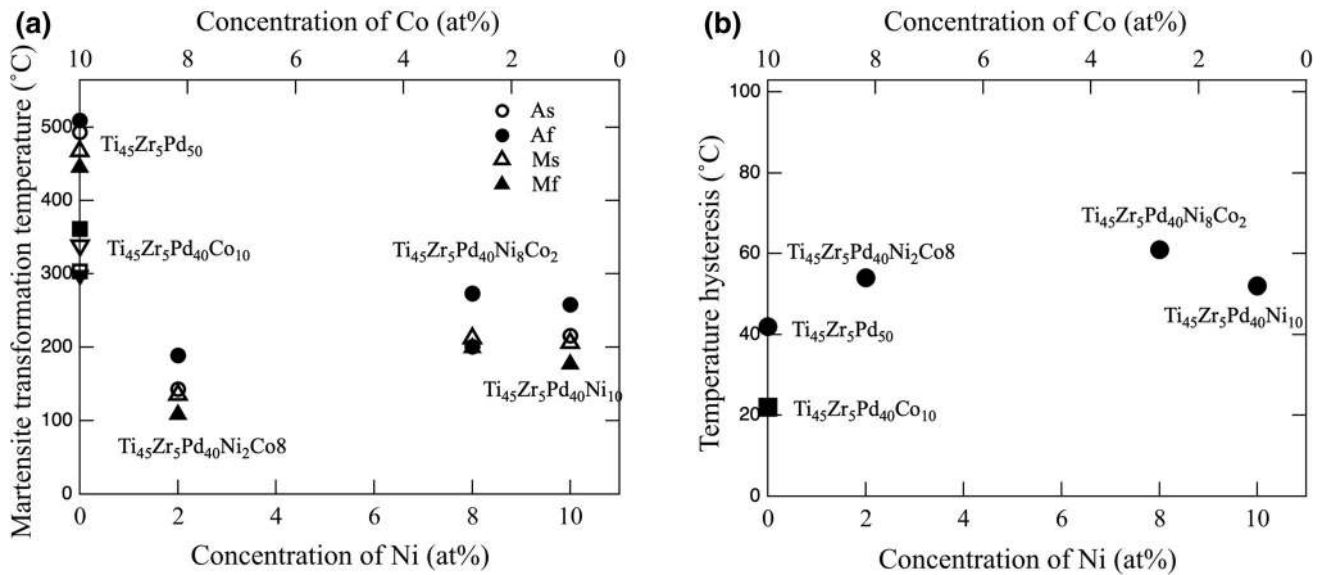 (a)
Concentration of Co (at%)
10 8 6 4 2 0
Martensite transformation temperature (˚C)
500
400
300
200
100
0
As
Af
Ms
Mf
Ti₄₅Zr₅Pd₅₀
Ti₄₅Zr₅Pd₄₀Co₁₀
Ti₄₅Zr₅Pd₄₀Ni₈Co₂
Ti₄₅Zr₅Pd₄₀Ni₁₀
Ti₄₅Zr₅Pd₄₀Ni₂Co8
0 2 4 6 8 10
Concentration of Ni (at%)
(b)
Concentration of Co (at%)
10 8 6 4 2 0
Temperature hysteresis (˚C)
100
80
60
40
20
0
Ti₄₅Zr₅Pd₄₀Ni₈Co₂
Ti₄₅Zr₅Pd₄₀Ni₂Co8
Ti₄₅Zr₅Pd₄₀Ni₁₀
Ti₄₅Zr₅Pd₅₀
Ti₄₅Zr₅Pd₄₀Co₁₀
0 2 4 6 8 10
Concentration of Ni (at%)